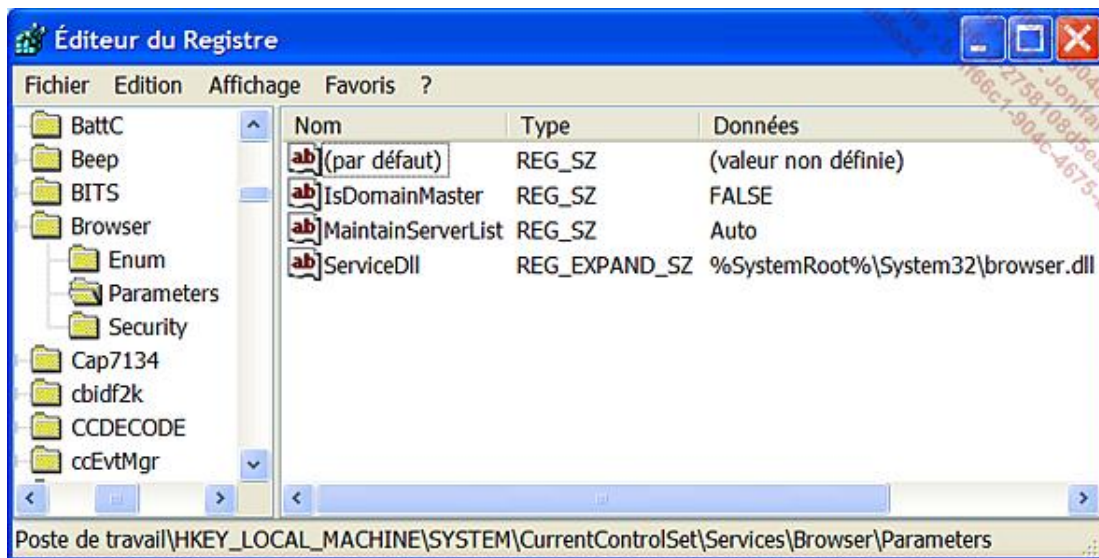 Éditeur du Registre
Fichier Edition Affichage Favoris ?
BattC
Beep
BITS
Browser
Enum
Parameters
Security
Cap7134
cbidf2k
CCDECODE
ccEvtMgr
Nom Type Données
(par défaut) REG_SZ (valeur non définie)
IsDomainMaster REG_SZ FALSE
MaintainServerList REG_SZ Auto
ServiceDll REG_EXPAND_SZ %SystemRoot%\System32\browser.dll
Poste de travail\HKEY_LOCAL_MACHINE\SYSTEM\CurrentControlSet\Services\Browser\Parameters